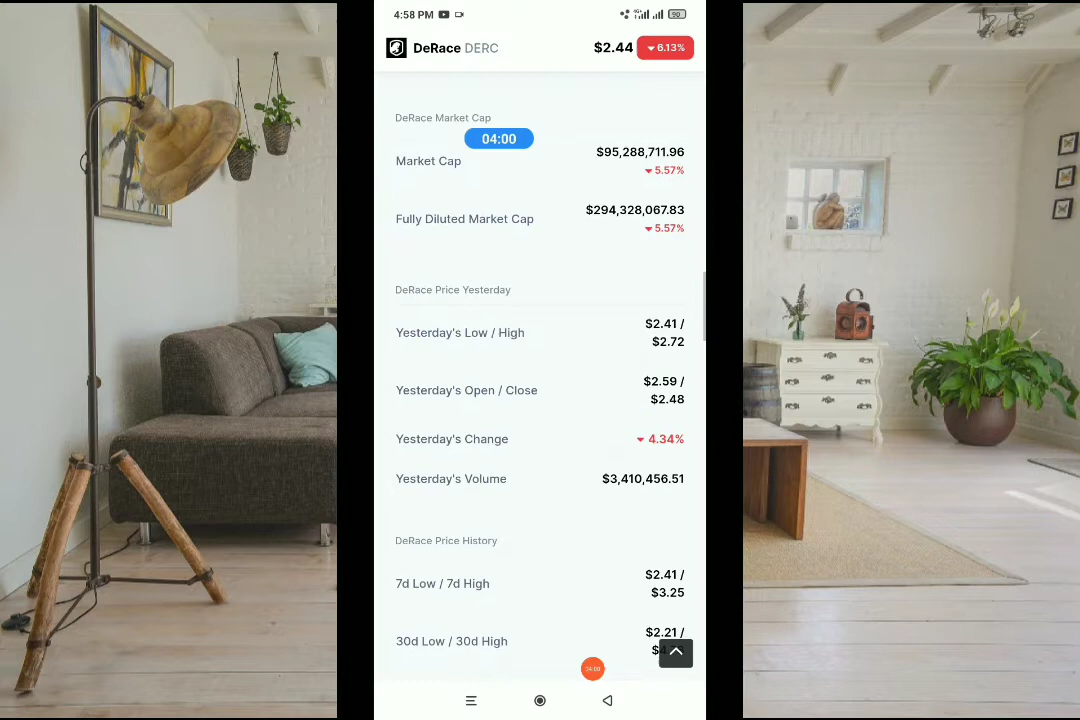 4:58 PM
4G+
90
DeRace DERC $2.44 6.13%
DeRace Market Cap
04:00
Market Cap $95,288,711.96
5.57%
Fully Diluted Market Cap $294,328,067.83
5.57%
DeRace Price Yesterday
Yesterday's Low / High $2.41 /
$2.72
Yesterday's Open / Close $2.59 /
$2.48
Yesterday's Change 4.34%
Yesterday's Volume $3,410,456.51
DeRace Price History
7d Low / 7d High $2.41 /
$3.25
30d Low / 30d High $2.21 /
04:00